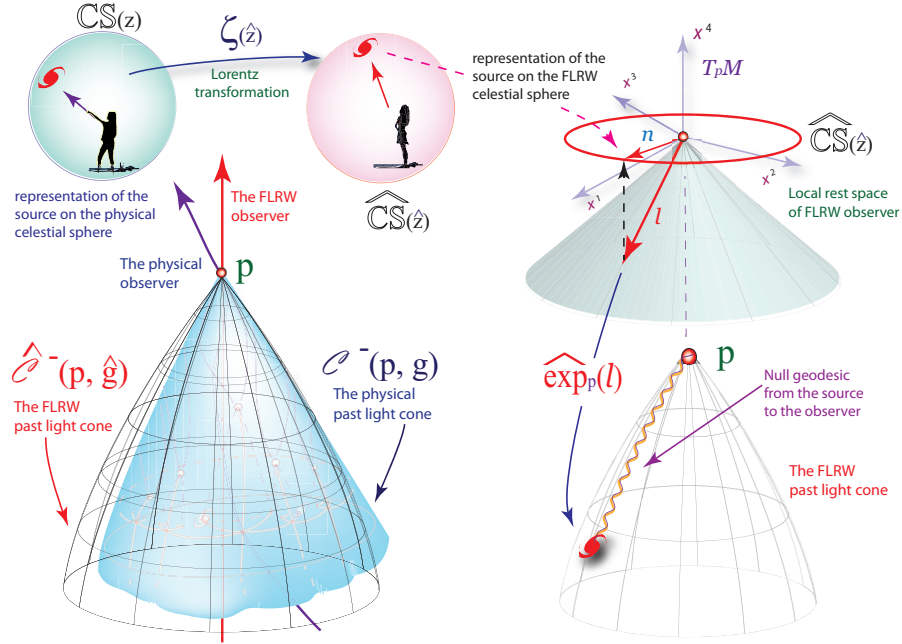 ℂ𝕊(z)
ζ(ẑ)
Lorentz
transformation
representation of the
source on the physical
celestial sphere
ℂ𝕊^(ẑ)
The FLRW
observer
The physical
observer
p
𝒞̂ ⁻(p, ĝ)
The FLRW
past light cone
𝒞 ⁻(p, g)
The physical
past light cone
representation of the
source on the FLRW
celestial sphere
x⁴
TₚM
x³
n
ℂ𝕊^(ẑ)
x²
x¹
l
Local rest space
of FLRW observer
exp^ₚ(l)
p
Null geodesic
from the source
to the observer
The FLRW
past light cone